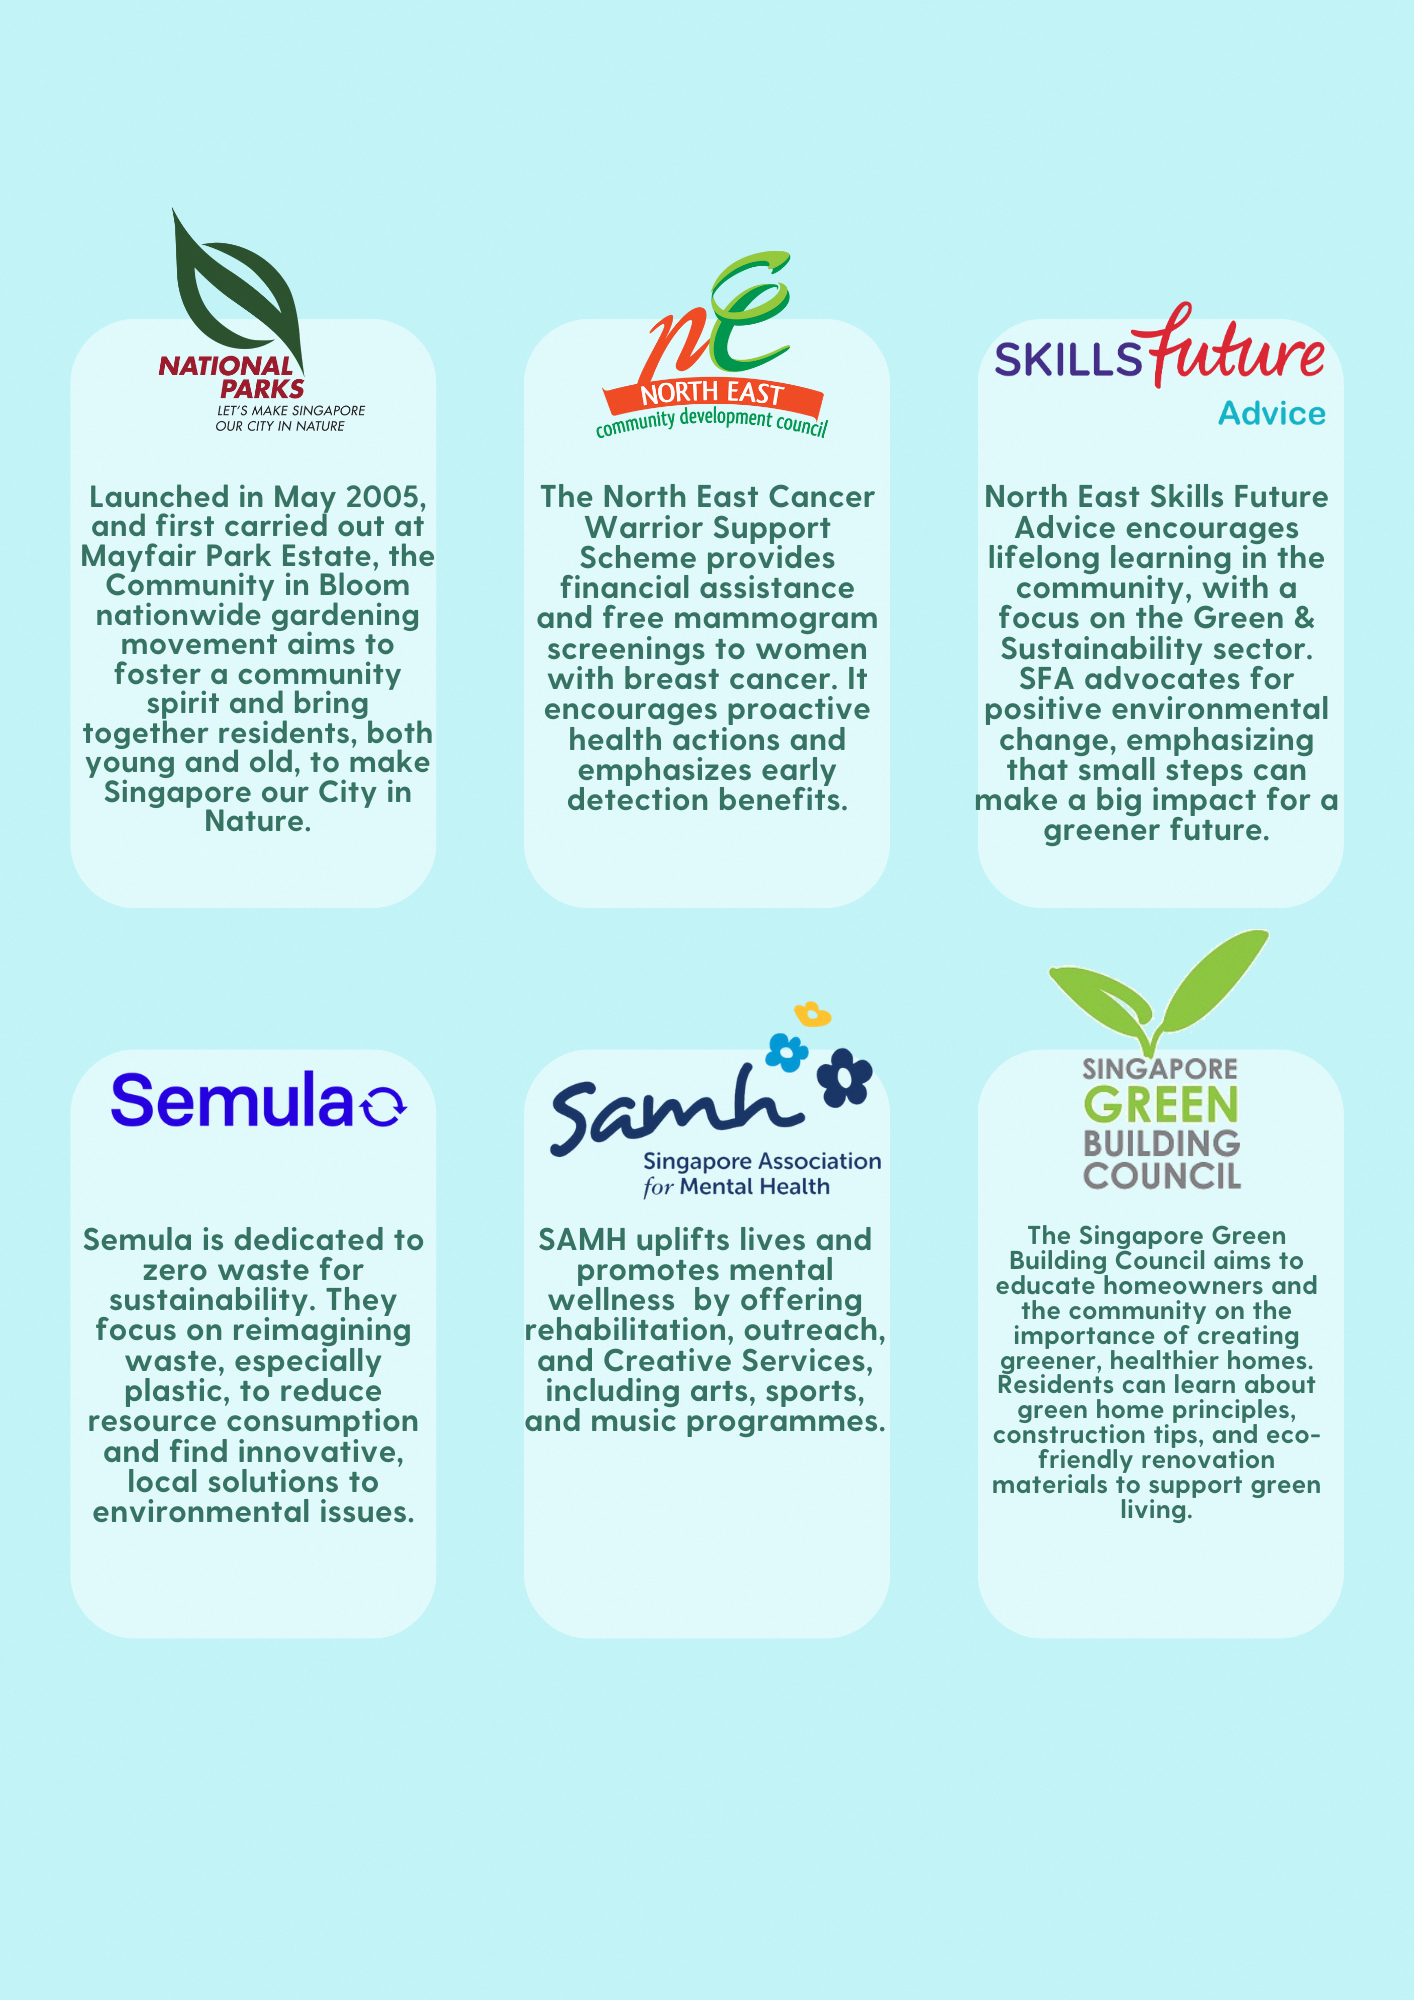 NATIONAL
PARKS
LET'S MAKE SINGAPORE
OUR CITY IN NATURE
Launched in May 2005,
and first carried out at
Mayfair Park Estate, the
Community in Bloom
nationwide gardening
movement aims to
foster a community
spirit and bring
together residents, both
young and old, to make
Singapore our City in
Nature.
ne
NORTH EAST
community development council
The North East Cancer
Warrior Support
Scheme provides
financial assistance
and free mammogram
screenings to women
with breast cancer. It
encourages proactive
health actions and
emphasizes early
detection benefits.
SKILLSfuture
Advice
North East Skills Future
Advice encourages
lifelong learning in the
community, with a
focus on the Green &
Sustainability sector.
SFA advocates for
positive environmental
change, emphasizing
that small steps can
make a big impact for a
greener future.
Semula
Semula is dedicated to
zero waste for
sustainability. They
focus on reimagining
waste, especially
plastic, to reduce
resource consumption
and find innovative,
local solutions to
environmental issues.
Samh
Singapore Association
for Mental Health
SAMH uplifts lives and
promotes mental
wellness  by offering
rehabilitation, outreach,
and Creative Services,
including arts, sports,
and music programmes.
SINGAPORE
GREEN
BUILDING
COUNCIL
The Singapore Green
Building Council aims to
educate homeowners and
the community on the
importance of creating
greener, healthier homes.
Residents can learn about
green home principles,
construction tips, and eco-
friendly renovation
materials to support green
living.